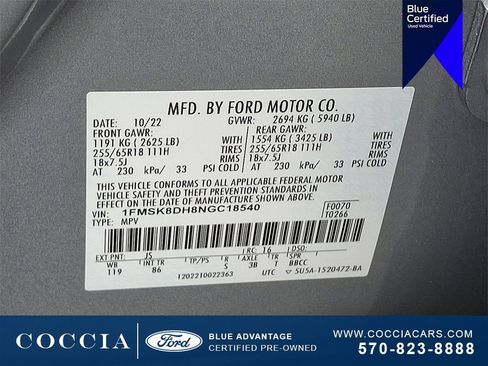 Blue
Certified
Used Vehicle
MFD. BY FORD MOTOR CO.
DATE: 10/22 GVWR: 2694 KG ( 5940 LB)
FRONT GAWR: REAR GAWR:
1191 KG ( 2625 LB) WITH 1554 KG ( 3425 LB) WITH
255/65R18 111H TIRES 255/65R18 111H TIRES
18x7.5J RIMS 18x7.5J RIMS
AT 230 kPa/ 33 PSI COLD AT 230 kPa/ 33 PSI COLD
THIS VEHICLE CONFORMS TO ALL APPLICABLE FEDERAL MOTOR
VEHICLE SAFETY AND THEFT PREVENTION STANDARDS IN EFFECT
ON THE DATE OF MANUFACTURE SHOWN ABOVE.
VIN: 1FMSK8DH8NGC18540 F0070
TYPE: MPV T0266
EXT PNT: JS RC: 16 DSO:
WB INT TR TP/PS R AXLE TR SPR
119 86 S 3B T BBCC
1202210022363 UTC 5U5A-1520472-BA
COCCIA Ford BLUE ADVANTAGE
CERTIFIED PRE-OWNED
WWW.COCCIACARS.COM
570-823-8888